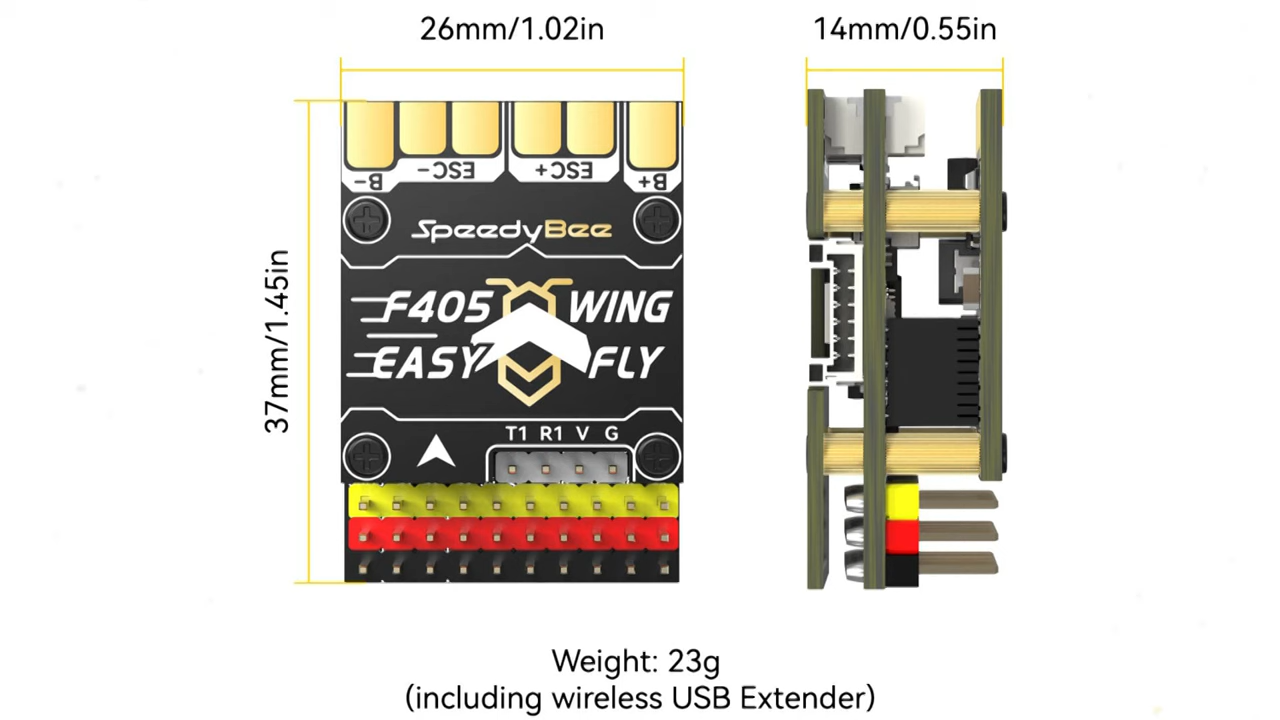 26mm/1.02in
14mm/0.55in
37mm/1.45in
B-
ESC-
ESC+
B+
SpeedyBee
F405 WING
EASY FLY
T1 R1 V G
Weight: 23g
(including wireless USB Extender)